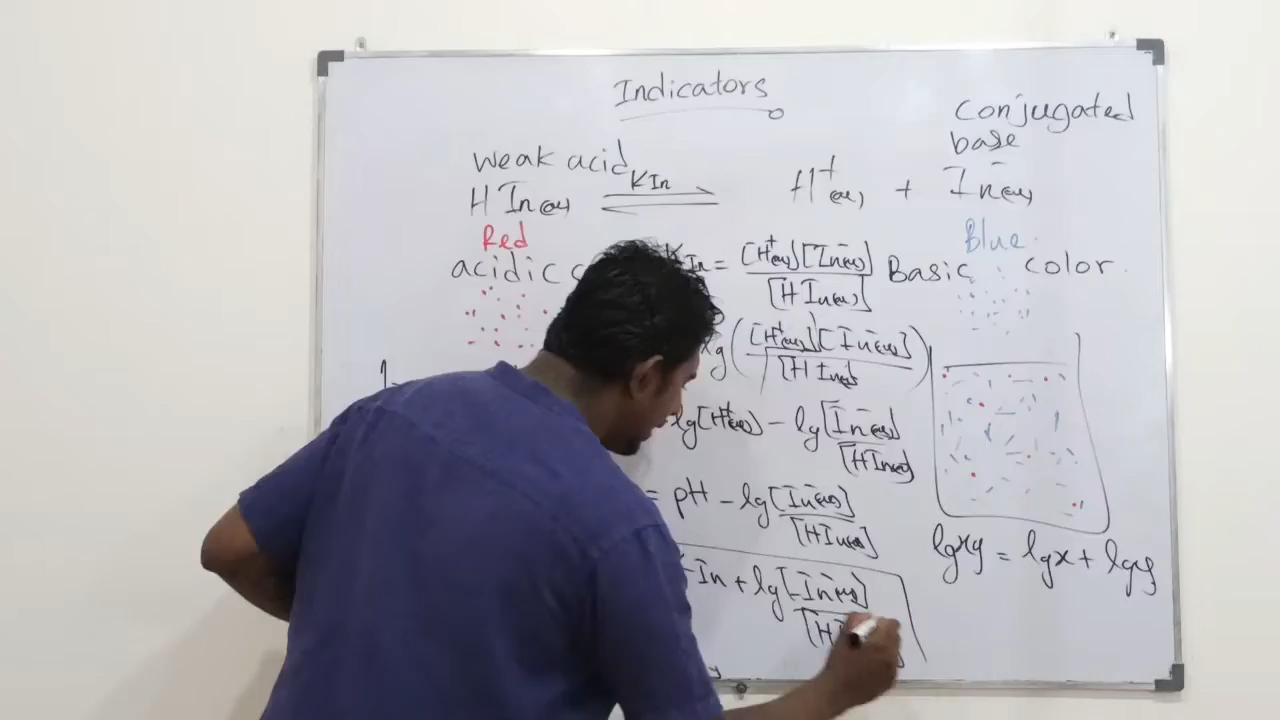 Indicators
conjugated
base
weak acid
HIn(aq) ⇌ KIn H⁺(aq) + In⁻(aq)
Red
Blue
acidic c
KIn = [H⁺(aq)][In⁻(aq)] / [HIn(aq)]
Basic color
lg([H⁺(aq)][In⁻(aq)] / [HIn(aq)])
lg[H⁺(aq)] - lg[In⁻(aq)] / [HIn(aq)]
= pH - lg[In⁻(aq)] / [HIn(aq)]
lgxy = lgx + lgy
In + lg[In⁻(aq)]